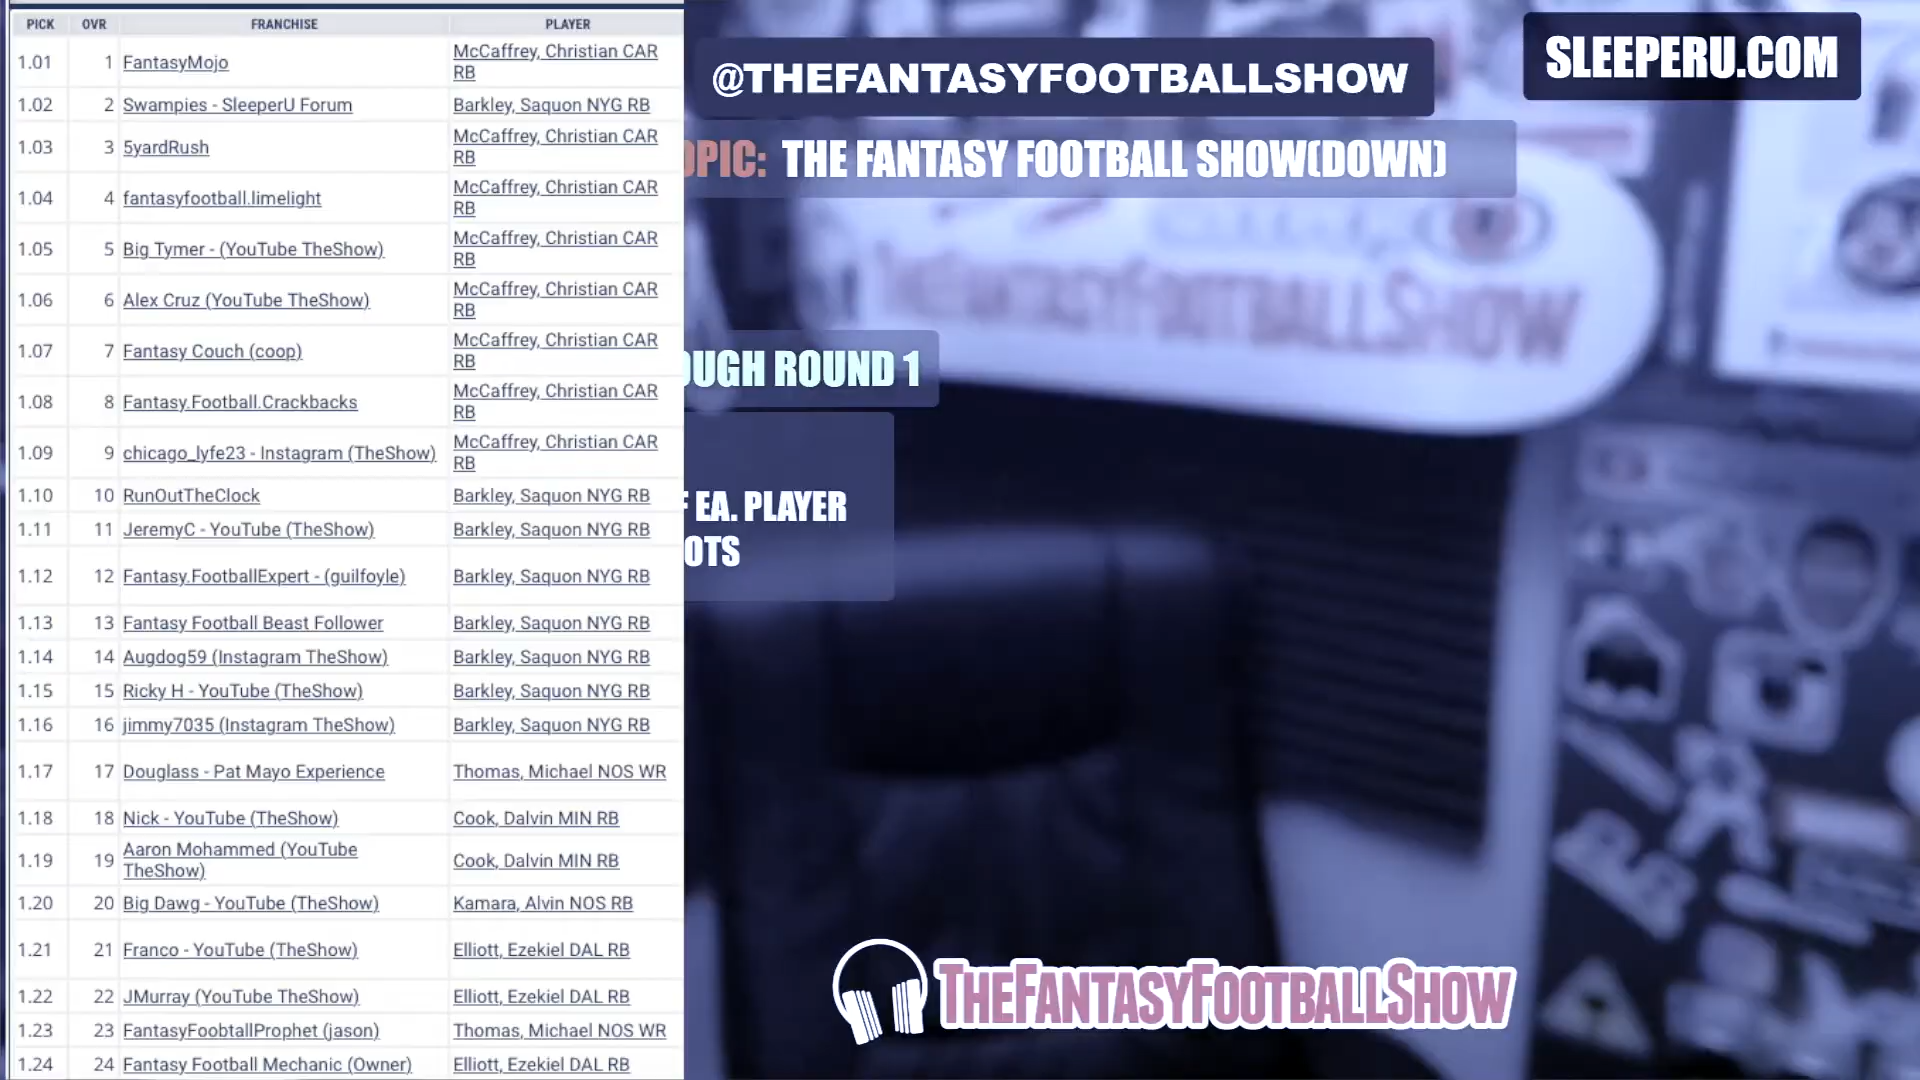 PICK OVR FRANCHISE PLAYER
1.01 1 FantasyMojo McCaffrey, Christian CAR
RB
1.02 2 Swampies - SleeperU Forum Barkley, Saquon NYG RB
1.03 3 5yardRush McCaffrey, Christian CAR
RB
1.04 4 fantasyfootball.limelight McCaffrey, Christian CAR
RB
1.05 5 Big Tymer - (YouTube TheShow) McCaffrey, Christian CAR
RB
1.06 6 Alex Cruz (YouTube TheShow) McCaffrey, Christian CAR
RB
1.07 7 Fantasy Couch (coop) McCaffrey, Christian CAR
RB
1.08 8 Fantasy.Football.Crackbacks McCaffrey, Christian CAR
RB
1.09 9 chicago_lyfe23 - Instagram (TheShow) McCaffrey, Christian CAR
RB
1.10 10 RunOutTheClock Barkley, Saquon NYG RB
1.11 11 JeremyC - YouTube (TheShow) Barkley, Saquon NYG RB
1.12 12 Fantasy.FootballExpert - (guilfoyle) Barkley, Saquon NYG RB
1.13 13 Fantasy Football Beast Follower Barkley, Saquon NYG RB
1.14 14 Augdog59 (Instagram TheShow) Barkley, Saquon NYG RB
1.15 15 Ricky H - YouTube (TheShow) Barkley, Saquon NYG RB
1.16 16 jimmy7035 (Instagram TheShow) Barkley, Saquon NYG RB
1.17 17 Douglass - Pat Mayo Experience Thomas, Michael NOS WR
1.18 18 Nick - YouTube (TheShow) Cook, Dalvin MIN RB
1.19 19 Aaron Mohammed (YouTube
TheShow) Cook, Dalvin MIN RB
1.20 20 Big Dawg - YouTube (TheShow) Kamara, Alvin NOS RB
1.21 21 Franco - YouTube (TheShow) Elliott, Ezekiel DAL RB
1.22 22 JMurray (YouTube TheShow) Elliott, Ezekiel DAL RB
1.23 23 FantasyFoobtallProphet (jason) Thomas, Michael NOS WR
1.24 24 Fantasy Football Mechanic (Owner) Elliott, Ezekiel DAL RB
@THEFANTASYFOOTBALLSHOW
SLEEPERU.COM
OPIC: THE FANTASY FOOTBALL SHOW(DOWN)
THEFANTASYFOOTBALLSHOW
OUGH ROUND 1
F EA. PLAYER
OTS
THEFANTASYFOOTBALLSHOW